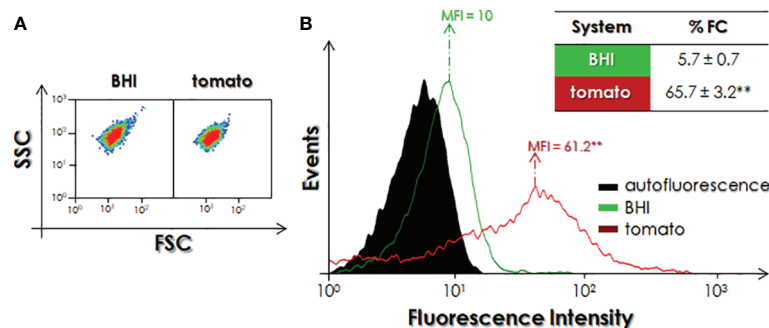 A
BHI
tomato
SSC
10³
10²
10¹
10⁰
10⁰ 10¹ 10² 10¹ 10²
FSC
B
MFI = 10
MFI = 61.2**
System % FC
BHI 5.7 ± 0.7
tomato 65.7 ± 3.2**
Events
autofluorescence
BHI
tomato
10⁰ 10¹ 10² 10³
Fluorescence Intensity